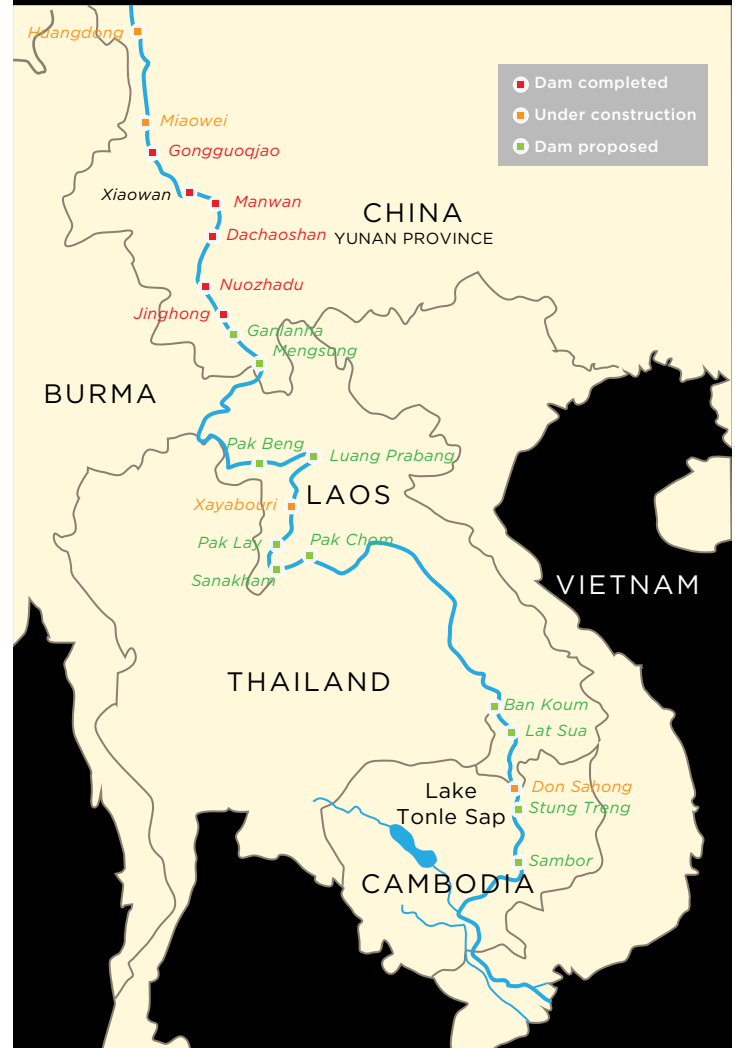 Huangdong
Dam completed
Under construction
Dam proposed
Miaowei
Gongguoqjao
Xiaowan
Manwan
CHINA
YUNAN PROVINCE
Dachaoshan
Nuozhadu
Jinghong
Ganlanna
Mengsung
BURMA
Pak Beng
Luang Prabang
LAOS
Xayabouri
Pak Lay
Pak Chom
Sanakham
VIETNAM
THAILAND
Ban Koum
Lat Sua
Don Sahong
Lake
Tonle Sap
Stung Treng
Sambor
CAMBODIA